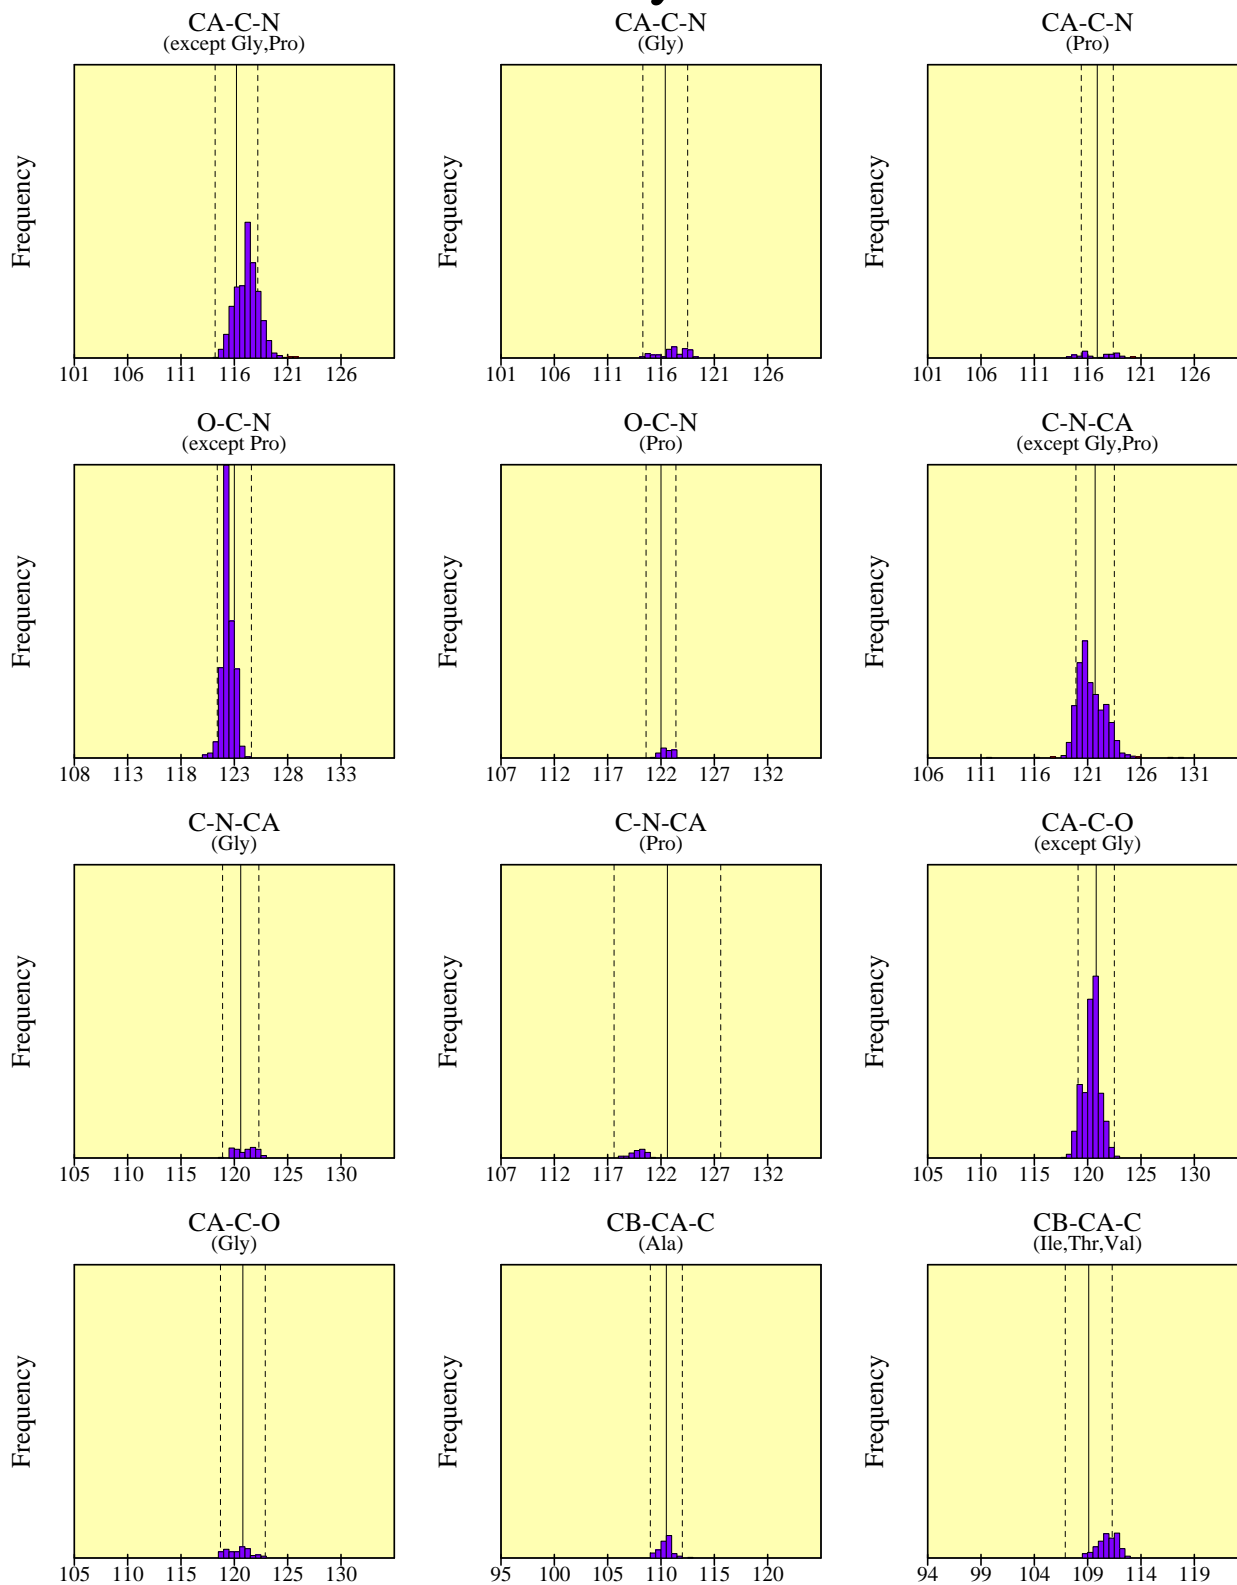 CA-C-N
(except Gly,Pro)
CA-C-N
(Gly)
CA-C-N
(Pro)
Frequency
Frequency
Frequency
101 106 111 116 121 126
101 106 111 116 121 126
101 106 111 116 121 126
O-C-N
(except Pro)
O-C-N
(Pro)
C-N-CA
(except Gly,Pro)
Frequency
Frequency
Frequency
108 113 118 123 128 133
107 112 117 122 127 132
106 111 116 121 126 131
C-N-CA
(Gly)
C-N-CA
(Pro)
CA-C-O
(except Gly)
Frequency
Frequency
Frequency
105 110 115 120 125 130
107 112 117 122 127 132
105 110 115 120 125 130
CA-C-O
(Gly)
CB-CA-C
(Ala)
CB-CA-C
(Ile,Thr,Val)
Frequency
Frequency
Frequency
105 110 115 120 125 130
95 100 105 110 115 120
94 99 104 109 114 119